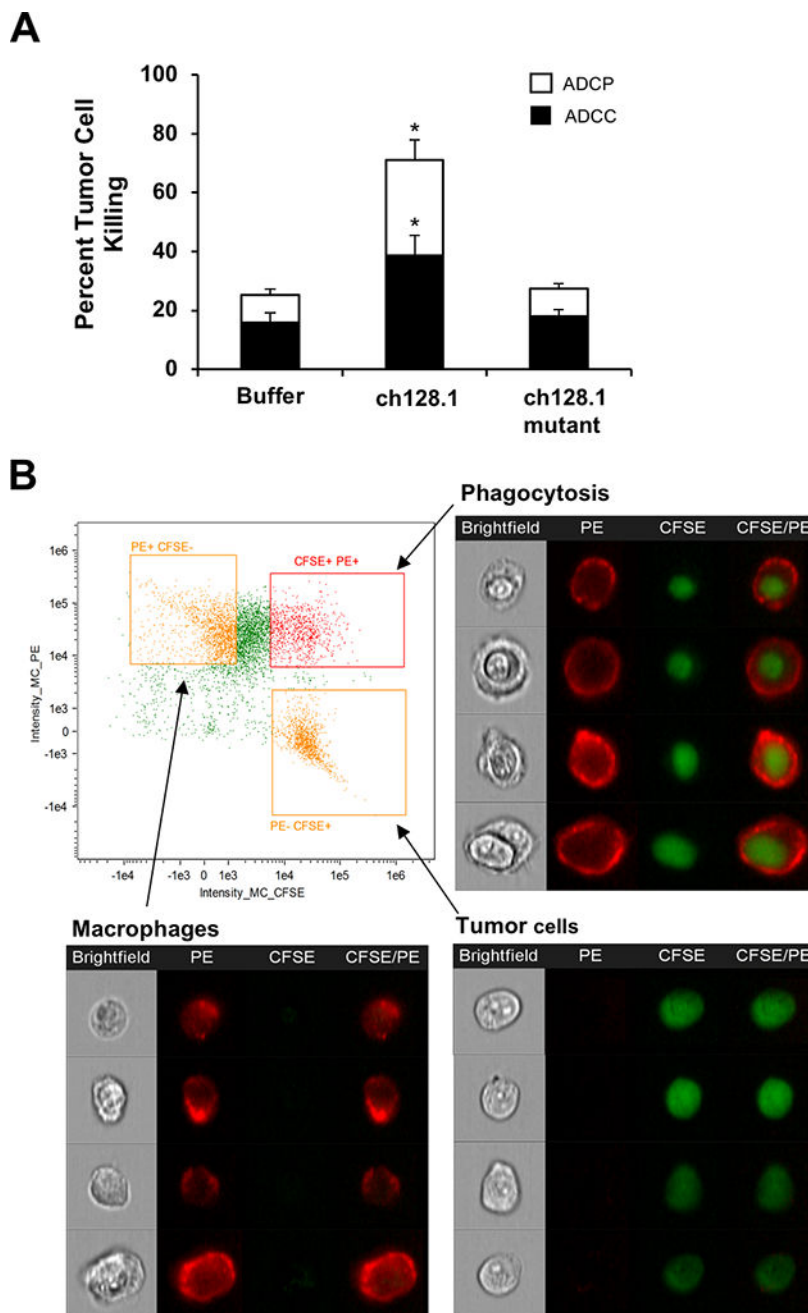 A
100
80
60
40
20
0
Percent Tumor Cell
Killing
ADCP
ADCC
*
*
Buffer
ch128.1
ch128.1
mutant
B
Phagocytosis
Brightfield PE CFSE CFSE/PE
PE+ CFSE-
CFSE+ PE+
PE- CFSE+
1e6
1e5
1e4
1e3
0
-1e3
-1e4
Intensity_MC_PE
-1e4 -1e3 0 1e3 1e4 1e5 1e6
Intensity_MC_CFSE
Macrophages
Brightfield PE CFSE CFSE/PE
Tumor cells
Brightfield PE CFSE CFSE/PE